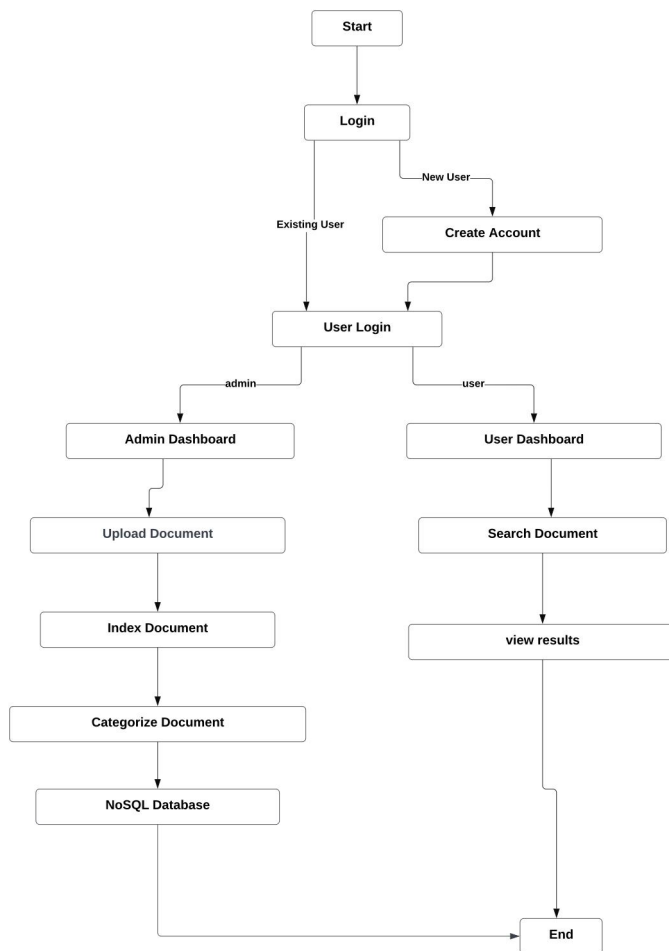 Start
Login
New User
Existing User
Create Account
User Login
admin
user
Admin Dashboard
User Dashboard
Upload Document
Search Document
Index Document
view results
Categorize Document
NoSQL Database
End